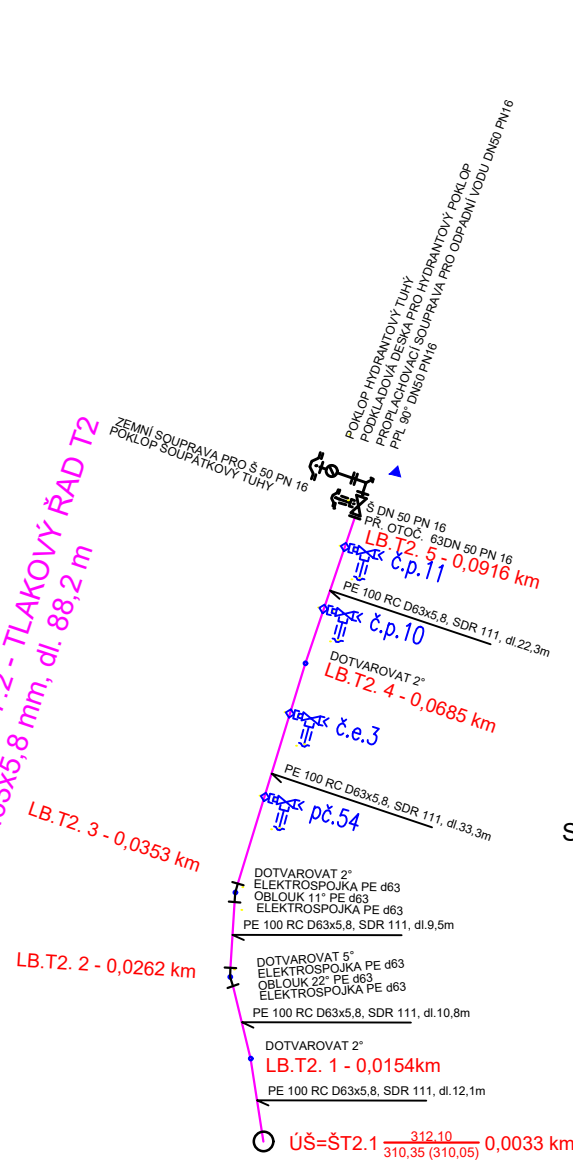 POKLOP HYDRANTOVÝ TUHÝ
PODKLADOVÁ DESKA PRO HYDRANTOVÝ POKLOP
PROPLACHOVACÍ SOUPRAVA PRO ODPADNÍ VODU DN50 PN16
PPL 90° DN50 PN16
ZEMNÍ SOUPRAVA PRO Š 50 PN 16
POKLOP ŠOUPÁTKOVÝ TUHÝ
Š DN 50 PN 16
PŘ. OTOČ. 63DN 50 PN 16
LB.T2. 5 - 0,0916 km
č.p.11
PE 100 RC D63x5,8, SDR 111, dl.22,3m
č.p.10
DOTVAROVAT 2°
LB.T2. 4 - 0,0685 km
č.e.3
PE 100 RC D63x5,8, SDR 111, dl.33,3m
pč.54
.2 - TLAKOVÝ ŘAD T2
63x5,8 mm, dl. 88,2 m
LB.T2. 3 - 0,0353 km
S
DOTVAROVAT 2°
ELEKTROSPOJKA PE d63
OBLOUK 11° PE d63
ELEKTROSPOJKA PE d63
PE 100 RC D63x5,8, SDR 111, dl.9,5m
LB.T2. 2 - 0,0262 km
DOTVAROVAT 5°
ELEKTROSPOJKA PE d63
OBLOUK 22° PE d63
ELEKTROSPOJKA PE d63
PE 100 RC D63x5,8, SDR 111, dl.10,8m
DOTVAROVAT 2°
LB.T2. 1 - 0,0154km
PE 100 RC D63x5,8, SDR 111, dl.12,1m
ÚŠ=ŠT2.1 312,10 0,0033 km
310,35 (310,05)